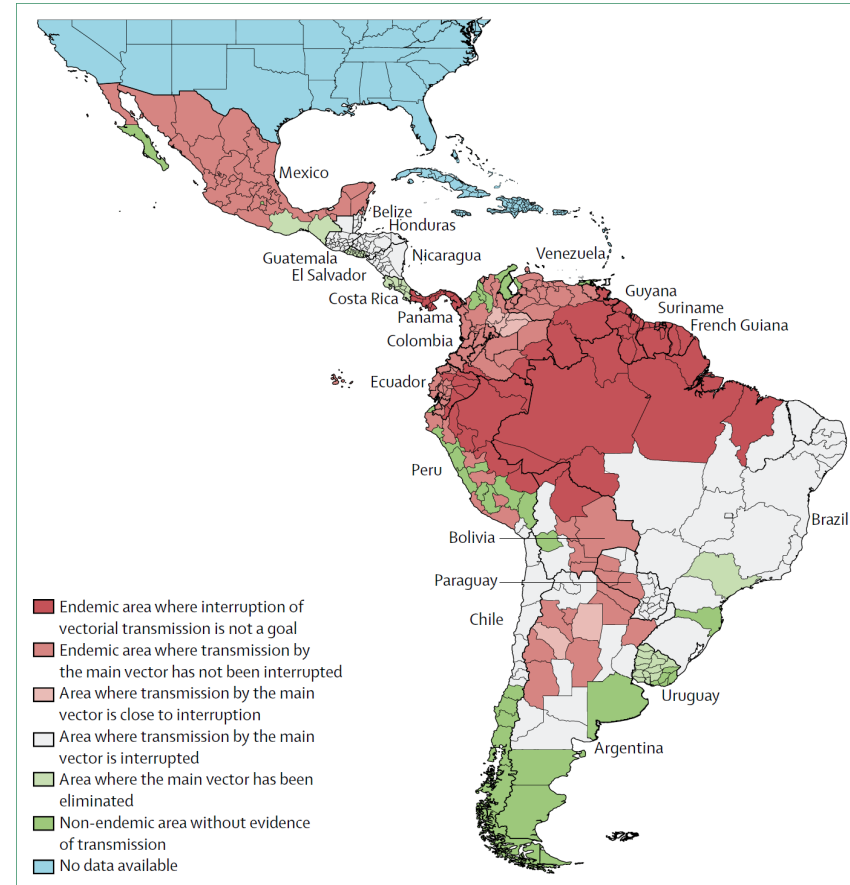 Mexico
Belize
Honduras
Guatemala
Nicaragua
El Salvador
Venezuela
Costa Rica
Guyana
Suriname
Panama
French Guiana
Colombia
Ecuador
Peru
Brazil
Bolivia
Paraguay
Chile
Uruguay
Argentina
Endemic area where interruption of
vectorial transmission is not a goal
Endemic area where transmission by
the main vector has not been interrupted
Area where transmission by the main
vector is close to interruption
Area where transmission by the main
vector is interrupted
Area where the main vector has been
eliminated
Non-endemic area without evidence
of transmission
No data available